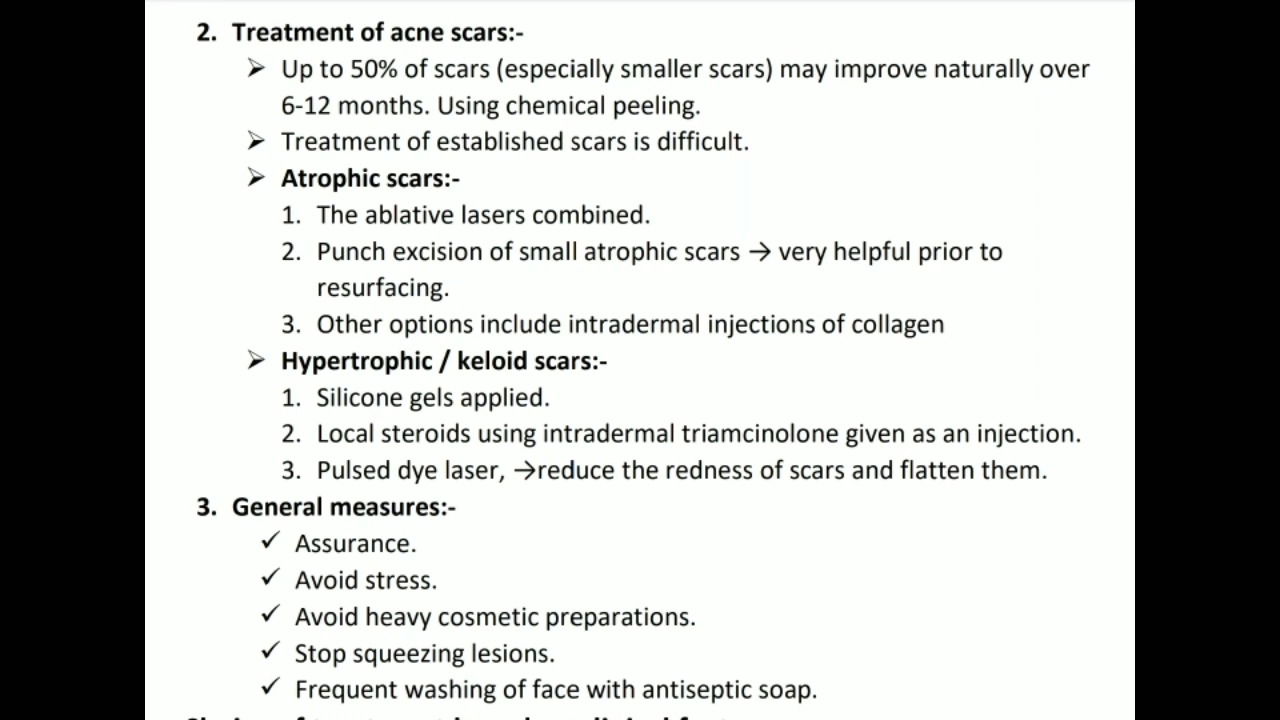 2. Treatment of acne scars:-
➢ Up to 50% of scars (especially smaller scars) may improve naturally over
6-12 months. Using chemical peeling.
➢ Treatment of established scars is difficult.
➢ Atrophic scars:-
1. The ablative lasers combined.
2. Punch excision of small atrophic scars → very helpful prior to
resurfacing.
3. Other options include intradermal injections of collagen
➢ Hypertrophic / keloid scars:-
1. Silicone gels applied.
2. Local steroids using intradermal triamcinolone given as an injection.
3. Pulsed dye laser, →reduce the redness of scars and flatten them.
3. General measures:-
✓ Assurance.
✓ Avoid stress.
✓ Avoid heavy cosmetic preparations.
✓ Stop squeezing lesions.
✓ Frequent washing of face with antiseptic soap.